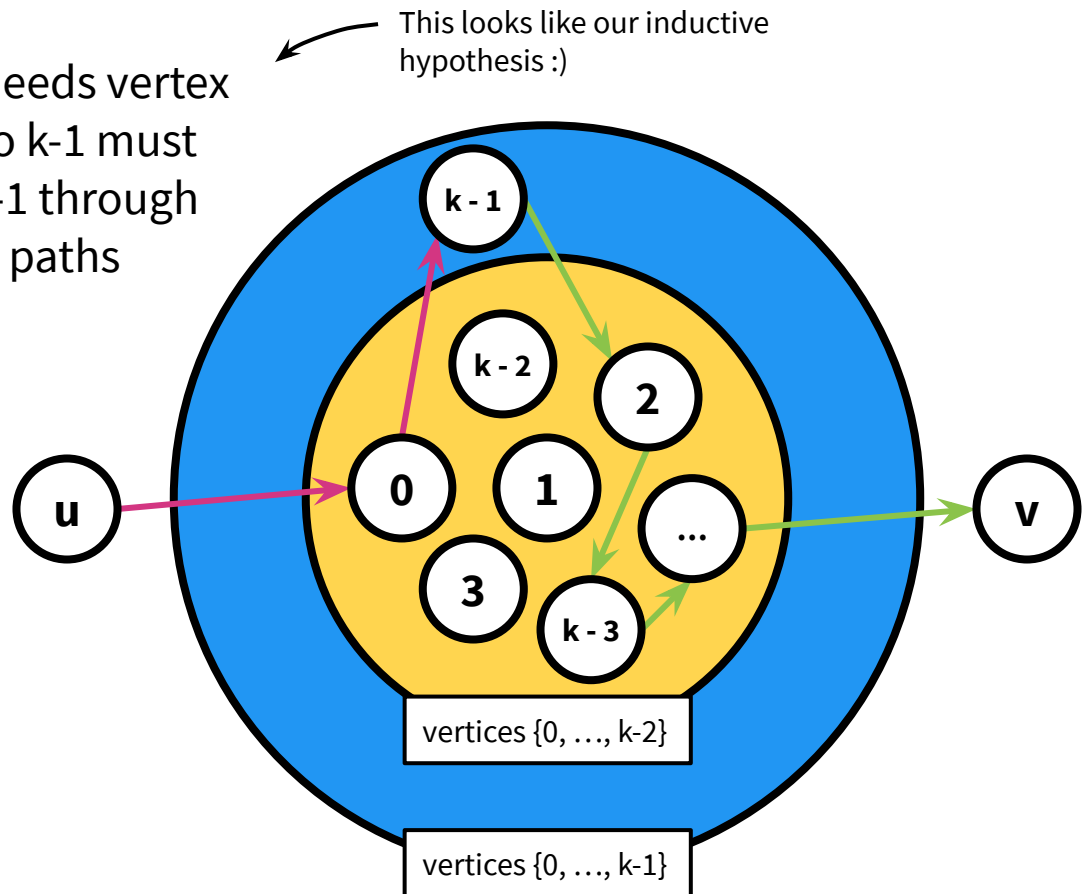 This looks like our inductive
hypothesis :)
eeds vertex
o k-1 must
-1 through
paths
k - 1
k - 2
2
0
1
u
...
v
3
k - 3
vertices {0, …, k-2}
vertices {0, …, k-1}